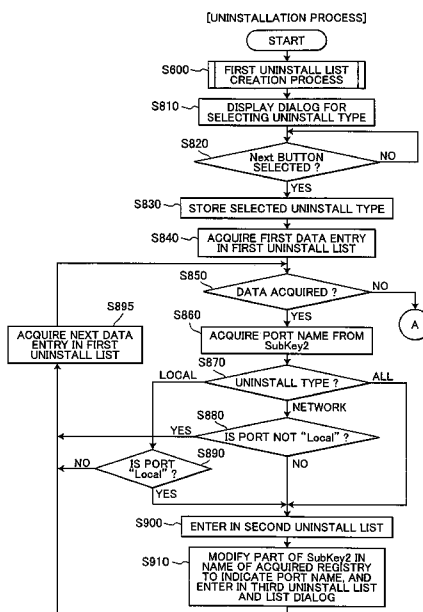 [UNINSTALLATION PROCESS]
START
S600
FIRST UNINSTALL LIST
CREATION PROCESS
S810
DISPLAY DIALOG FOR
SELECTING UNINSTALL TYPE
S820
Next BUTTON
SELECTED ?
NO
YES
S830
STORE SELECTED UNINSTALL TYPE
S840
ACQUIRE FIRST DATA ENTRY
IN FIRST UNINSTALL LIST
S850
DATA ACQUIRED ?
NO
A
YES
S895
ACQUIRE NEXT DATA
ENTRY IN FIRST
UNINSTALL LIST
S860
ACQUIRE PORT NAME FROM
SubKey2
S870
LOCAL
UNINSTALL TYPE ?
ALL
NETWORK
S880
YES
IS PORT NOT "Local" ?
NO
S890
NO
IS PORT
"Local" ?
YES
S900
ENTER IN SECOND UNINSTALL LIST
S910
MODIFY PART OF SubKey2 IN
NAME OF ACQUIRED REGISTRY
TO INDICATE PORT NAME, AND
ENTER IN THIRD UNINSTALL LIST
AND LIST DIALOG